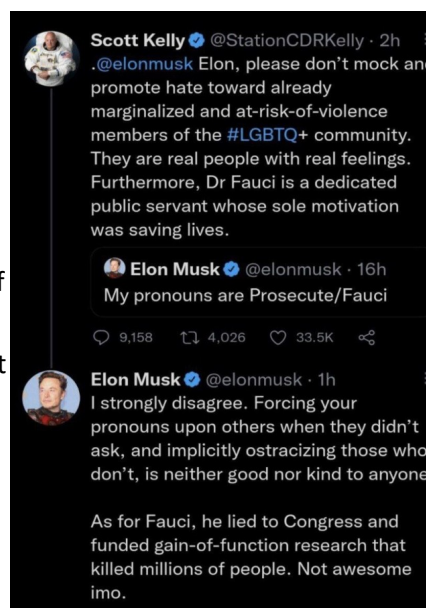 Scott Kelly @StationCDRKelly · 2h
.@elonmusk Elon, please don't mock and
promote hate toward already
marginalized and at-risk-of-violence
members of the #LGBTQ+ community.
They are real people with real feelings.
Furthermore, Dr Fauci is a dedicated
public servant whose sole motivation
was saving lives.
Elon Musk @elonmusk · 16h
My pronouns are Prosecute/Fauci
9,158 4,026 33.5K
Elon Musk @elonmusk · 1h
I strongly disagree. Forcing your
pronouns upon others when they didn't
ask, and implicitly ostracizing those who
don't, is neither good nor kind to anyone
As for Fauci, he lied to Congress and
funded gain-of-function research that
killed millions of people. Not awesome
imo.